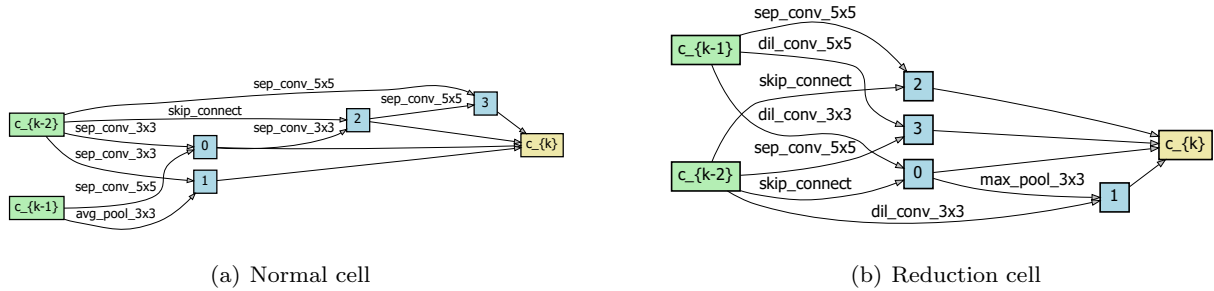 sep_conv_5x5
skip_connect
sep_conv_5x5
3
c_{k-2}
sep_conv_3x3
sep_conv_3x3
2
0
c_{k}
sep_conv_3x3
1
sep_conv_5x5
c_{k-1}
avg_pool_3x3
(a) Normal cell
sep_conv_5x5
c_{k-1}
dil_conv_5x5
skip_connect
2
dil_conv_3x3
3
c_{k}
sep_conv_5x5
c_{k-2}
0
skip_connect
max_pool_3x3
1
dil_conv_3x3
(b) Reduction cell